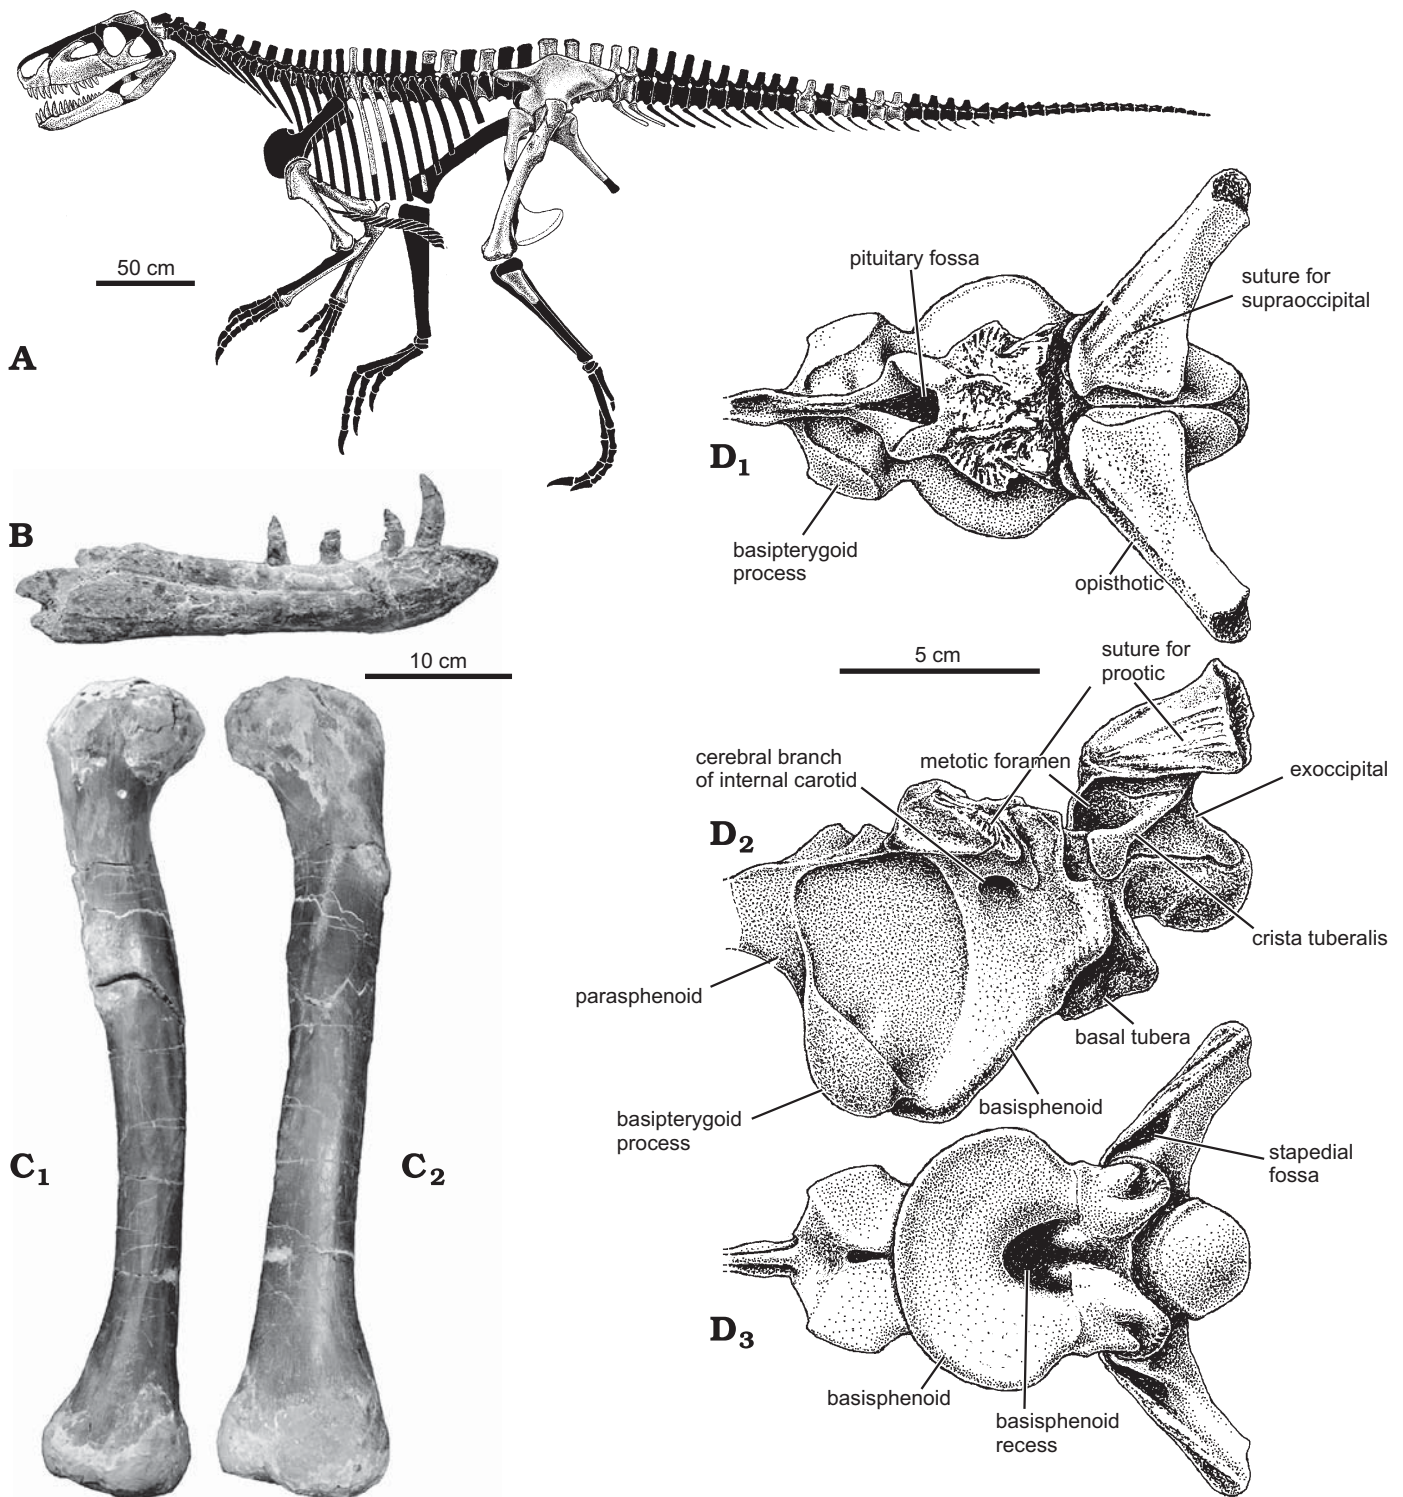 50 cm
A
pituitary fossa
suture for
supraoccipital
D1
basipterygoid
process
opisthotic
B
10 cm
5 cm
suture for
prootic
cerebral branch
of internal carotid
metotic foramen
exoccipital
D2
crista tuberalis
parasphenoid
basal tubera
basipterygoid
process
basisphenoid
C1
C2
stapedial
fossa
D3
basisphenoid
basisphenoid
recess